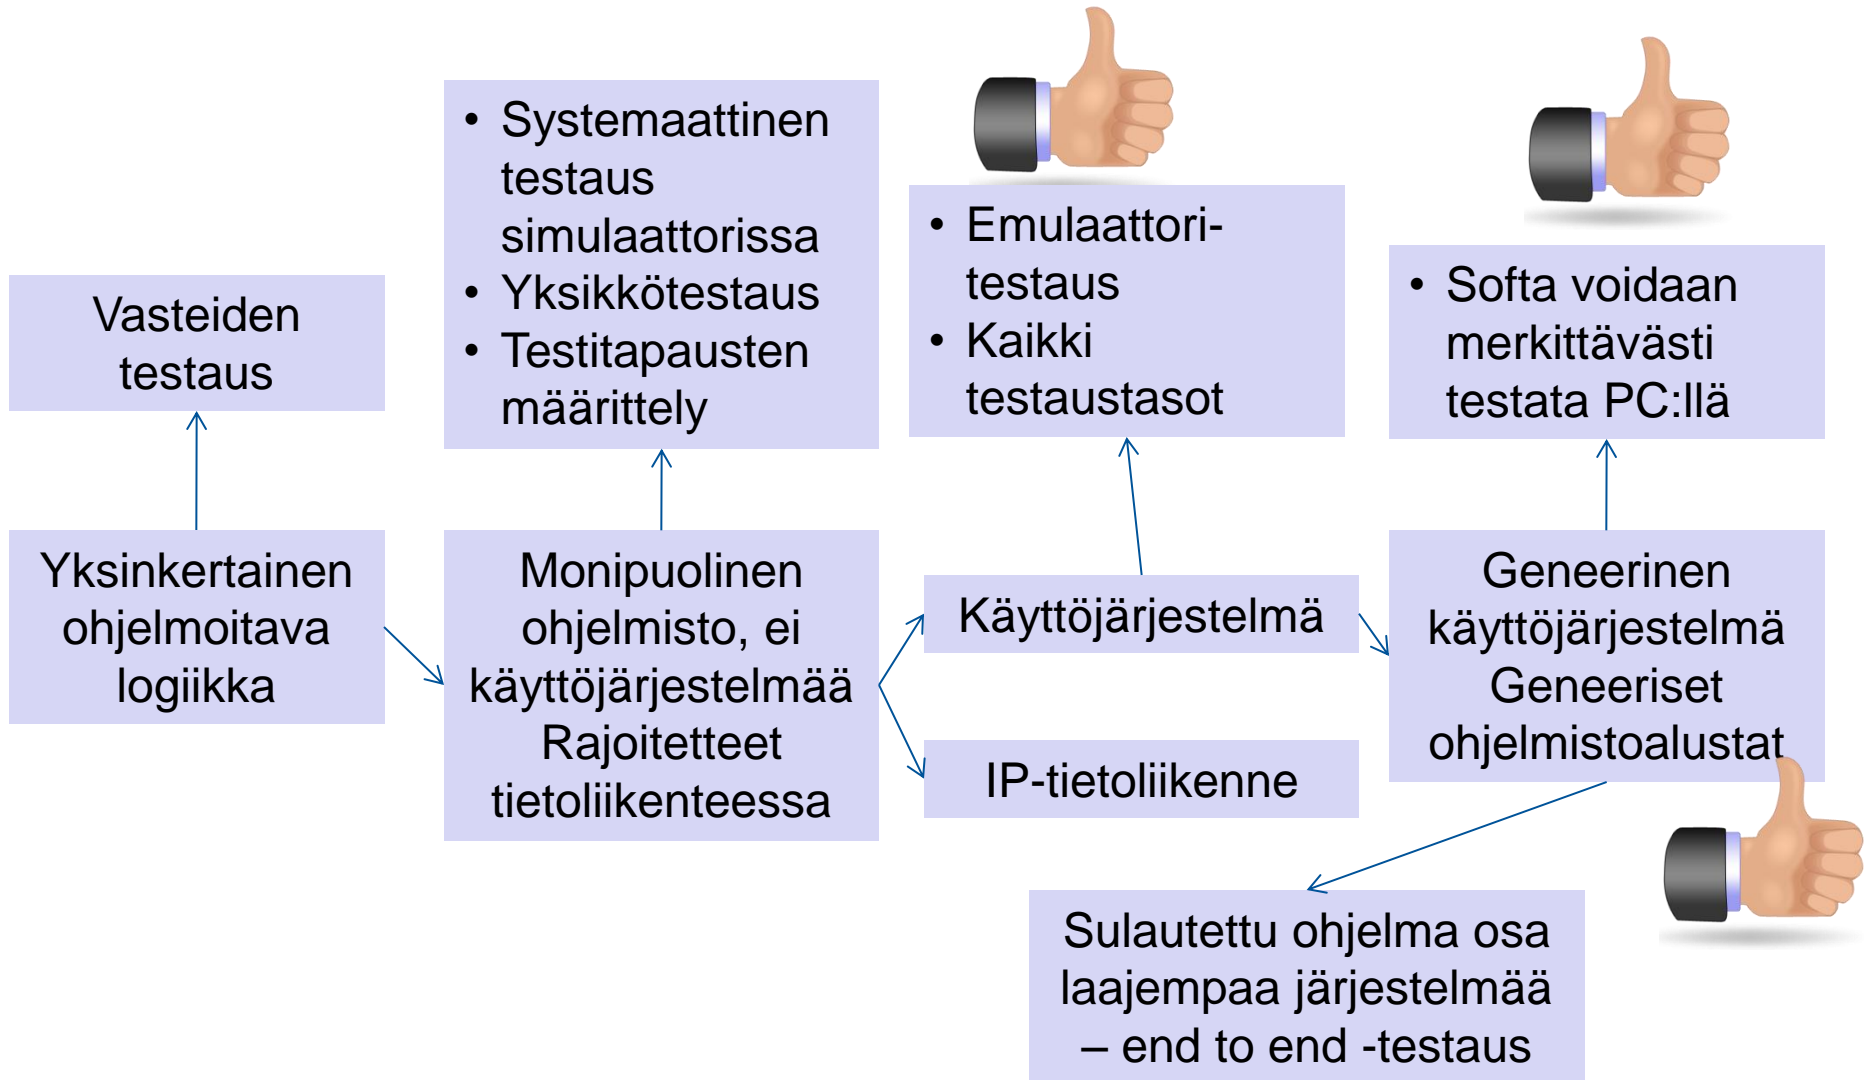 Vasteiden
testaus
• Systemaattinen
testaus
simulaattorissa
• Yksikkötestaus
• Testitapausten
määrittely
• Emulaattori-
testaus
• Kaikki
testaustasot
• Softa voidaan
merkittävästi
testata PC:llä
Yksinkertainen
ohjelmoitava
logiikka
Monipuolinen
ohjelmisto, ei
käyttöjärjestelmää
Rajoitetteet
tietoliikenteessa
Käyttöjärjestelmä
IP-tietoliikenne
Geneerinen
käyttöjärjestelmä
Geneeriset
ohjelmistoalustat
Sulautettu ohjelma osa
laajempaa järjestelmää
– end to end -testaus